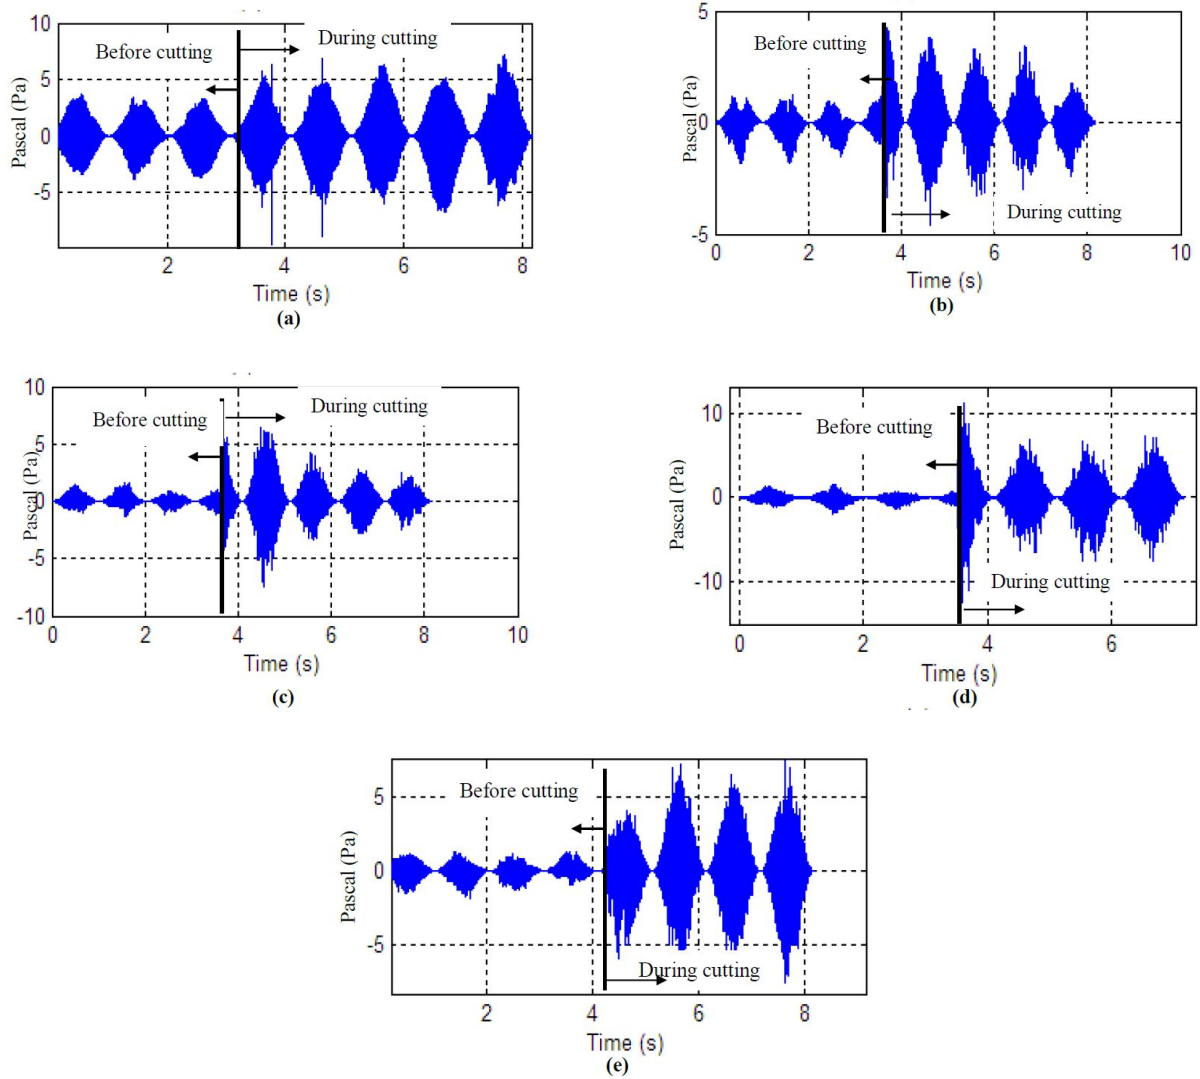 10
5
0
-5
Pascal (Pa)
Before cutting
During cutting
2
4
6
8
Time (s)
(a)
5
0
-5
Pascal (Pa)
Before cutting
During cutting
0
2
4
6
8
10
Time (s)
(b)
10
5
0
-5
-10
Pascal (Pa)
Before cutting
During cutting
0
2
4
6
8
10
Time (s)
(c)
10
0
-10
Pascal (Pa)
Before cutting
During cutting
0
2
4
6
Time (s)
(d)
5
0
-5
Pascal (Pa)
Before cutting
During cutting
2
4
6
8
Time (s)
(e)